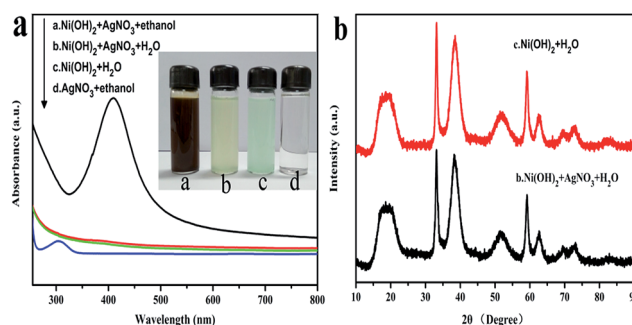 a
a.Ni(OH)2+AgNO3+ethanol
b.Ni(OH)2+AgNO3+H2O
c.Ni(OH)2+H2O
d.AgNO3+ethanol
a b c d
Absorbance (a.u.)
300 400 500 600 700 800
Wavelength (nm)
b
c.Ni(OH)2+H2O
b.Ni(OH)2+AgNO3+H2O
Intensity (a.u.)
10 20 30 40 50 60 70 80 90
2θ (Degree)